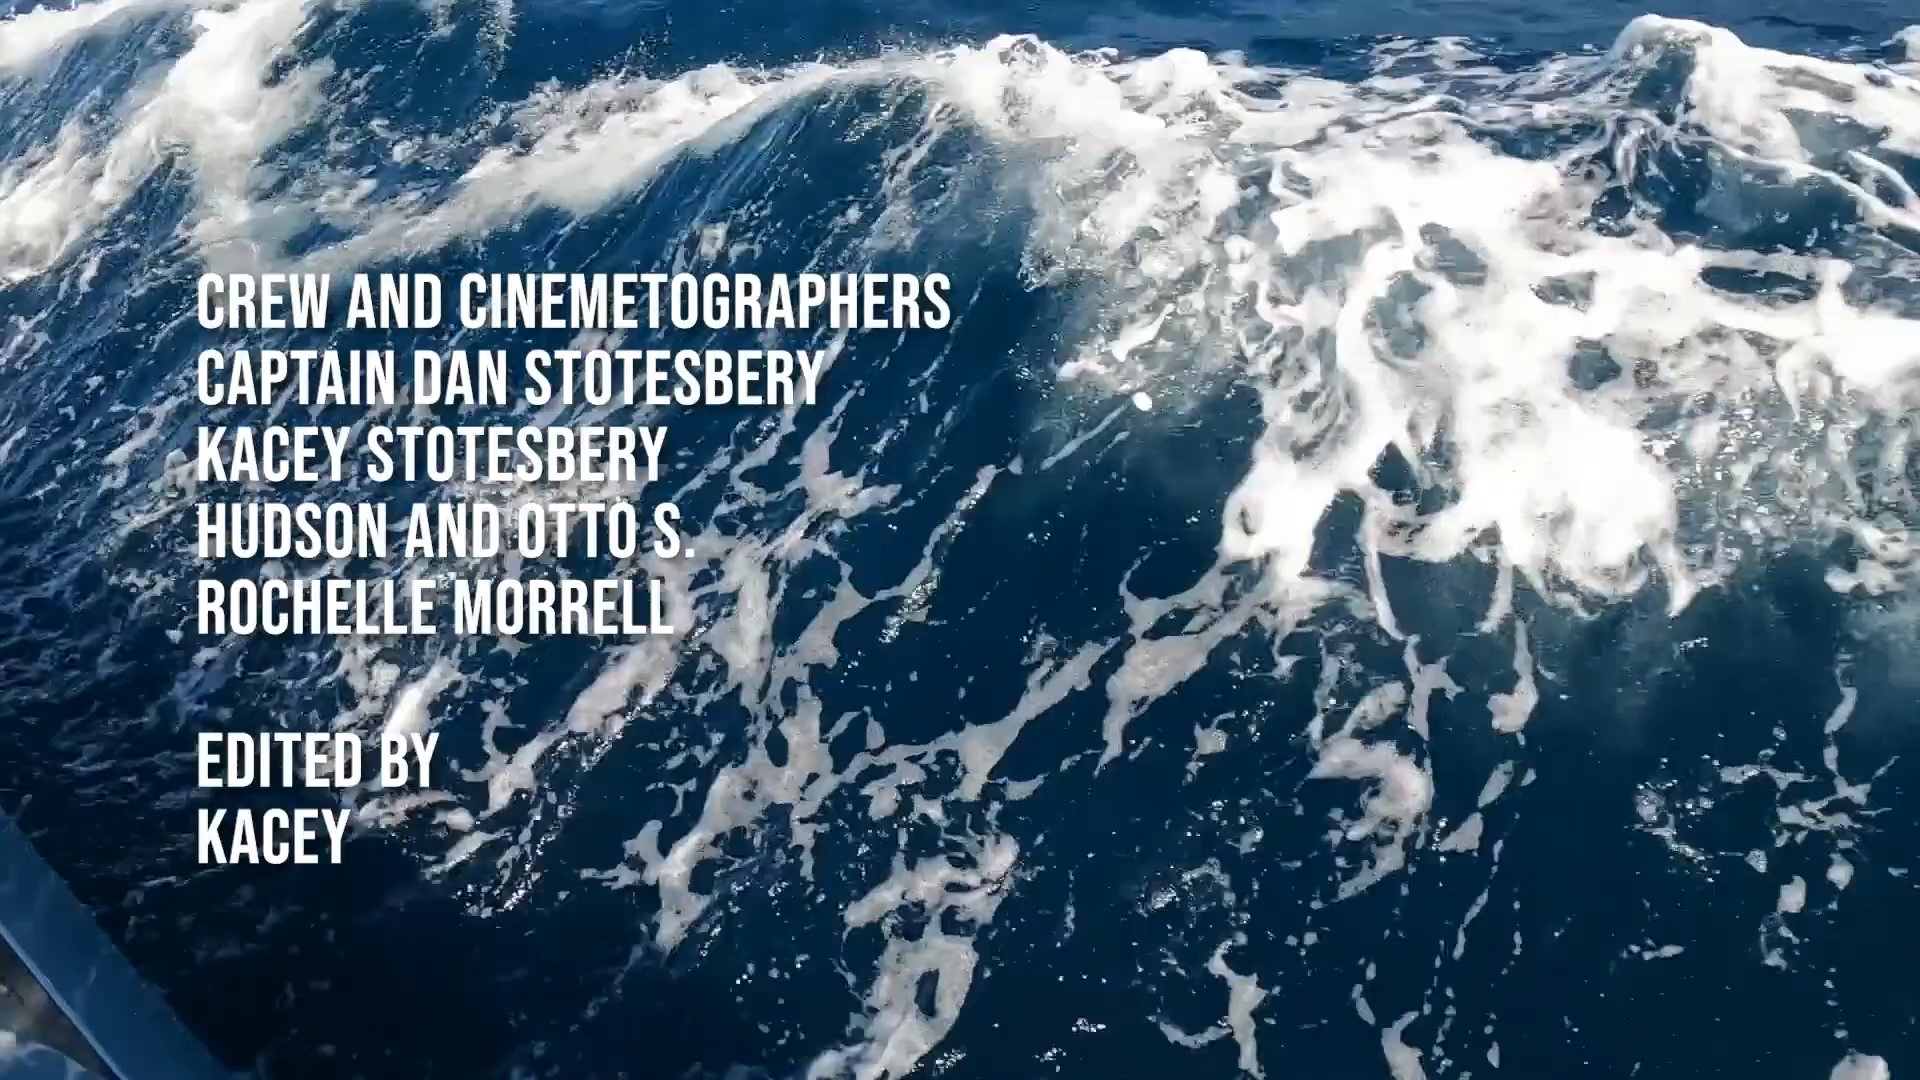 CREW AND CINEMETOGRAPHERS
CAPTAIN DAN STOTESBERY
KACEY STOTESBERY
HUDSON AND OTTO S.
ROCHELLE MORRELL
EDITED BY
KACEY